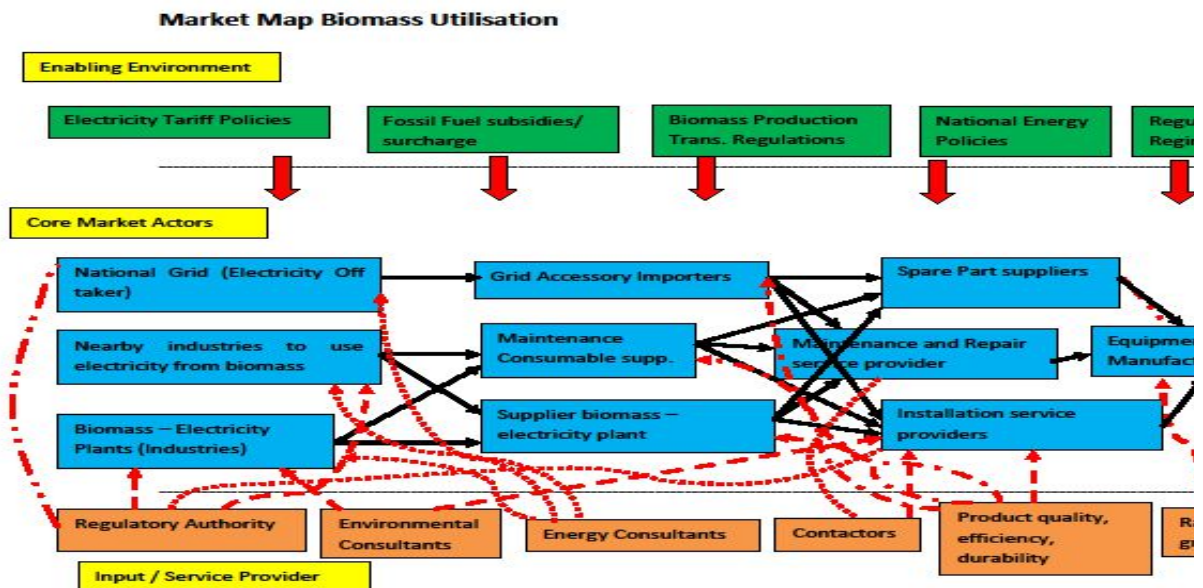 Market Map Biomass Utilisation
Enabling Environment
Electricity Tariff Policies
Fossil Fuel subsidies/
surcharge
Biomass Production
Trans. Regulations
National Energy
Policies
Core Market Actors
National Grid (Electricity Off
taker)
Grid Accessory Importers
Spare Part suppliers
Nearby industries to use
electricity from biomass
Maintenance
Consumable supp.
Maintenance and Repair
service provider
Biomass – Electricity
Plants (Industries)
Supplier biomass –
electricity plant
Installation service
providers
Regulatory Authority
Environmental
Consultants
Energy Consultants
Contactors
Product quality,
efficiency,
durability
Input / Service Provider